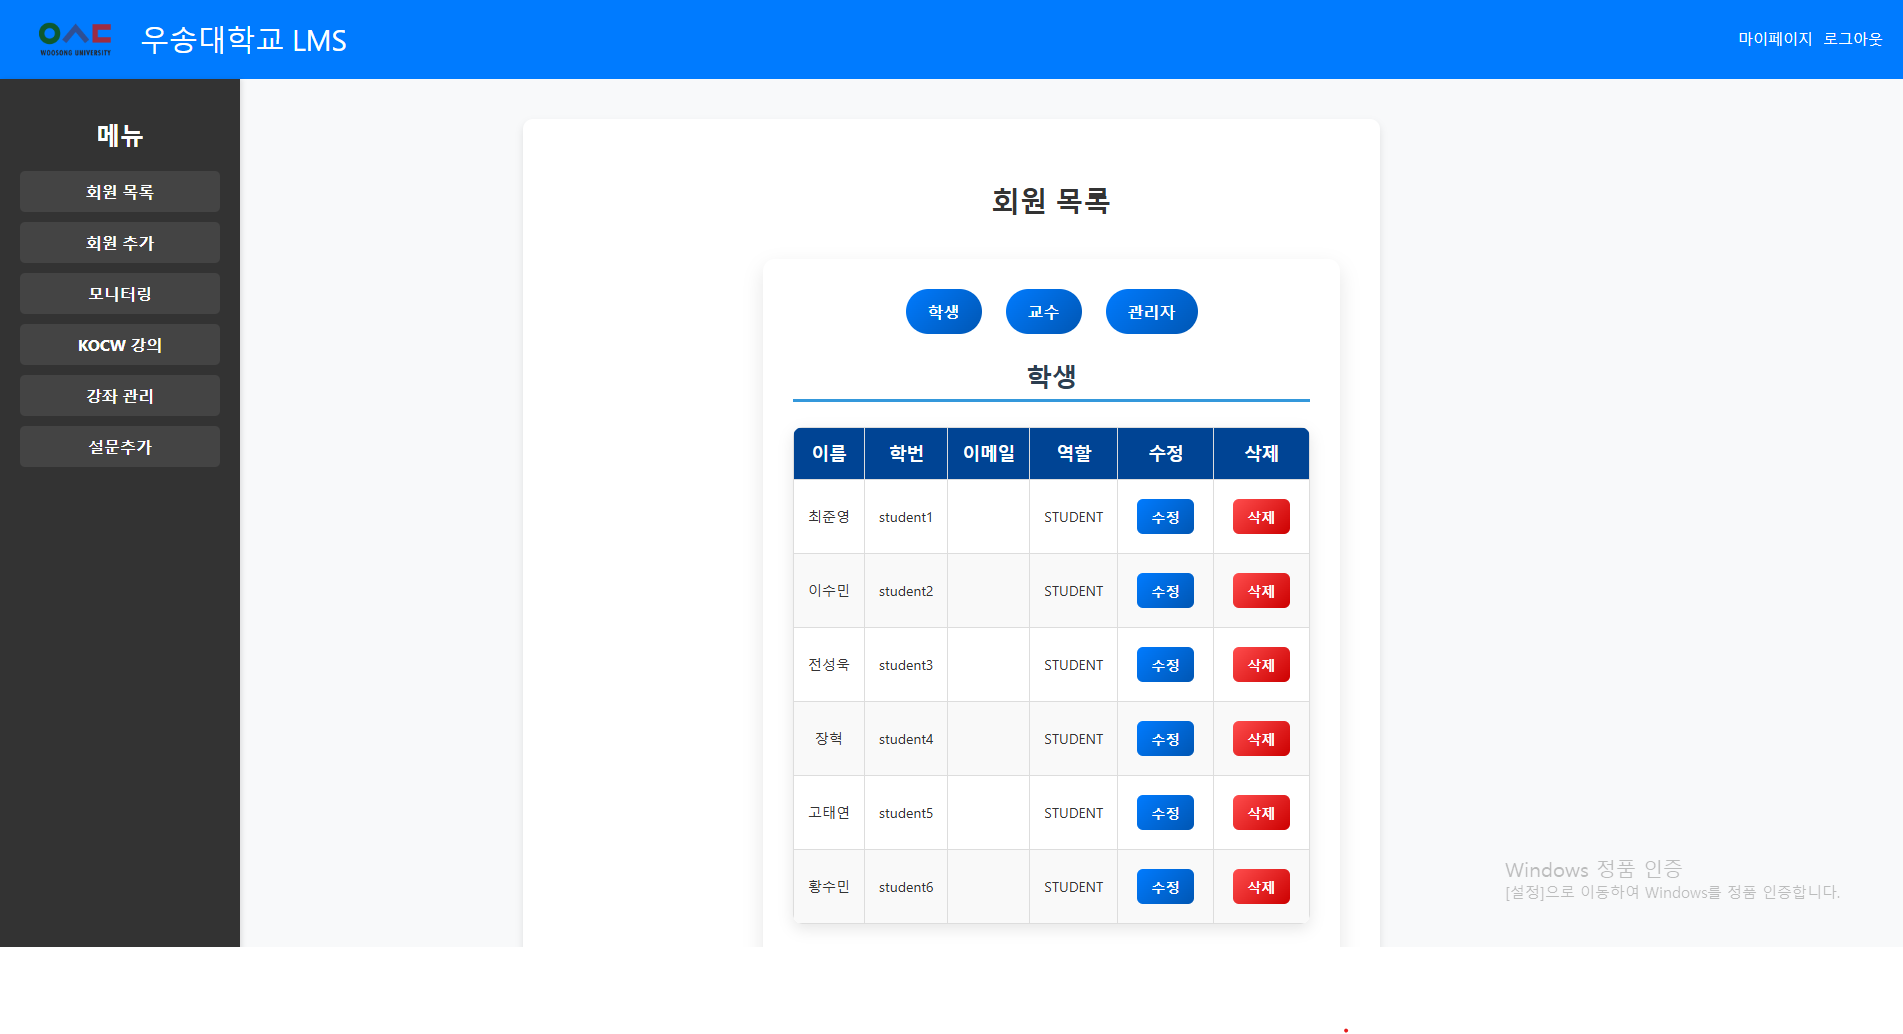 WOOSONG UNIVERSITY
우송대학교 LMS
마이페이지 로그아웃
메뉴
회원 목록
회원 추가
모니터링
KOCW 강의
강좌 관리
설문추가
회원 목록
학생 교수 관리자
학생
이름 학번 이메일 역할 수정 삭제
최준영 student1 STUDENT 수정 삭제
이수민 student2 STUDENT 수정 삭제
전성욱 student3 STUDENT 수정 삭제
장혁 student4 STUDENT 수정 삭제
고태연 student5 STUDENT 수정 삭제
황수민 student6 STUDENT 수정 삭제
Windows 정품 인증
[설정]으로 이동하여 Windows를 정품 인증합니다.